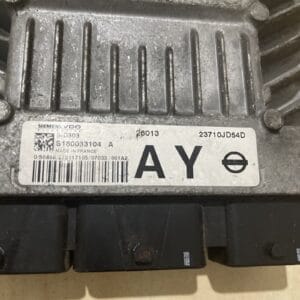 SIEMENS VDO
26013
23710JD54D
S180033104 A
MADE IN FRANCE
AY